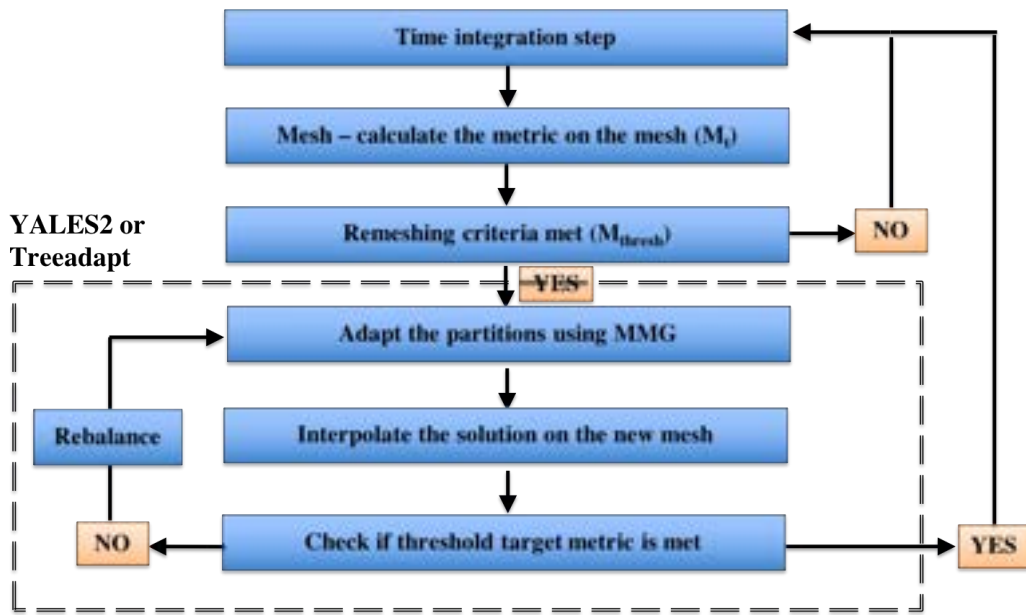 Time integration step
Mesh – calculate the metric on the mesh (Mₜ)
YALES2 or
Treeadapt
Remeshing criteria met (Mthresh)
NO
YES
Adapt the partitions using MMG
Rebalance
Interpolate the solution on the new mesh
NO
Check if threshold target metric is met
YES